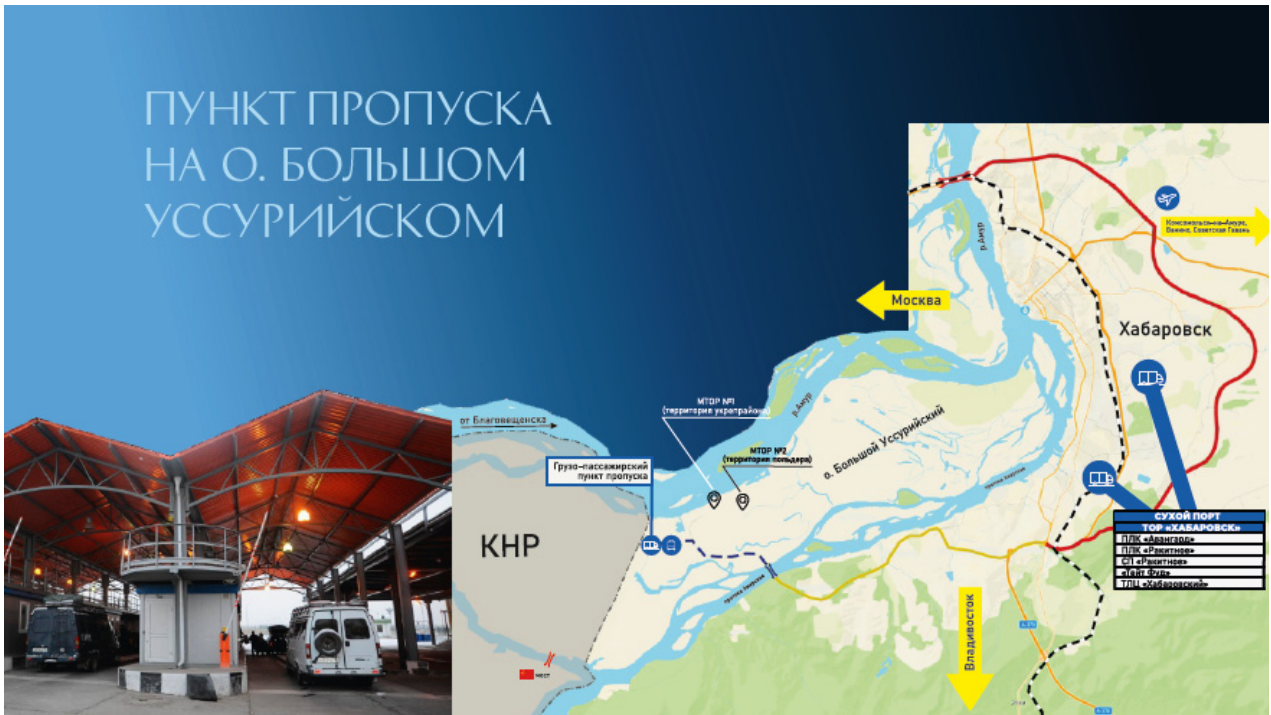 ПУНКТ ПРОПУСКА
НА О. БОЛЬШОМ
УССУРИЙСКОМ
р.Амур
Комсомольск-на-Амуре,
Ванино, Советская Гавань
Москва
Хабаровск
от Благовещенска
МТОР №1
(территория укрепрайона)
р.Амур
МТОР №2
(территория польдера)
о. Большой Уссурийский
Грузо-пассажирский
пункт пропуска
КНР
СУХОЙ ПОРТ
ТОР «ХАБАРОВСК»
ПЛК «Авангард»
ПЛК «Ракитное»
СП «Ракитное»
«Тейт Фуд»
ТЛЦ «Хабаровский»
Владивосток
мост